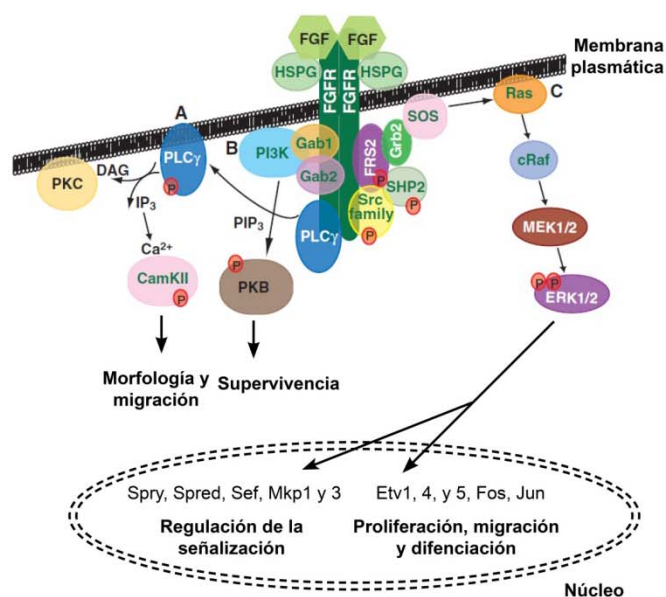 FGF
FGF
Membrana
plasmática
HSPG
HSPG
FGFR
FGFR
Ras
C
SOS
A
B
PLCγ
P
PI3K
Gab1
Gab2
FRS2
P
Grb2
SHP2
P
cRaf
PKC
DAG
IP3
PIP3
Src
family
P
PLCγ
MEK1/2
Ca2+
CamKII
P
P
PKB
P
P
ERK1/2
Morfología y
migración
Supervivencia
Spry, Spred, Sef, Mkp1 y 3
Etv1, 4, y 5, Fos, Jun
Regulación de la
señalización
Proliferación, migración
y difenciación
Núcleo